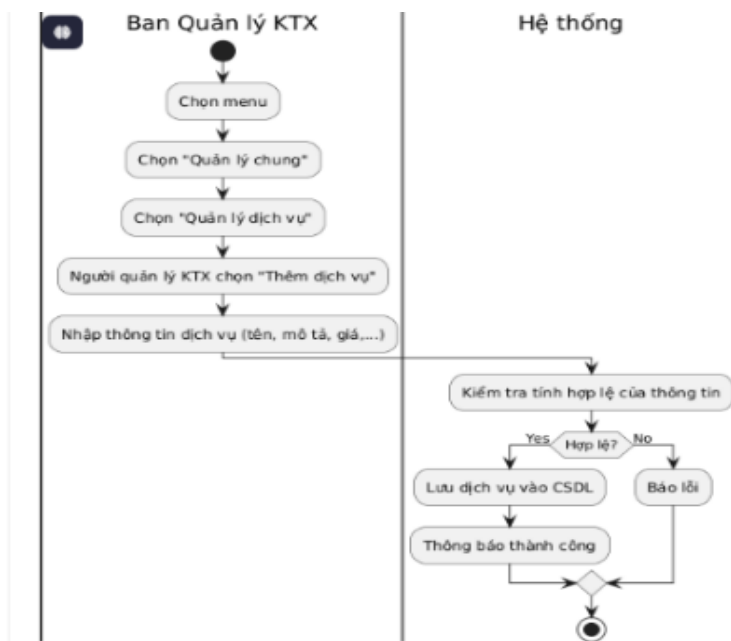 Ban Quản lý KTX
Hệ thống
Chọn menu
Chọn "Quản lý chung"
Chọn "Quản lý dịch vụ"
Người quản lý KTX chọn "Thêm dịch vụ"
Nhập thông tin dịch vụ (tên, mô tả, giá,...)
Kiểm tra tính hợp lệ của thông tin
Yes
Hợp lệ?
No
Lưu dịch vụ vào CSDL
Báo lỗi
Thông báo thành công